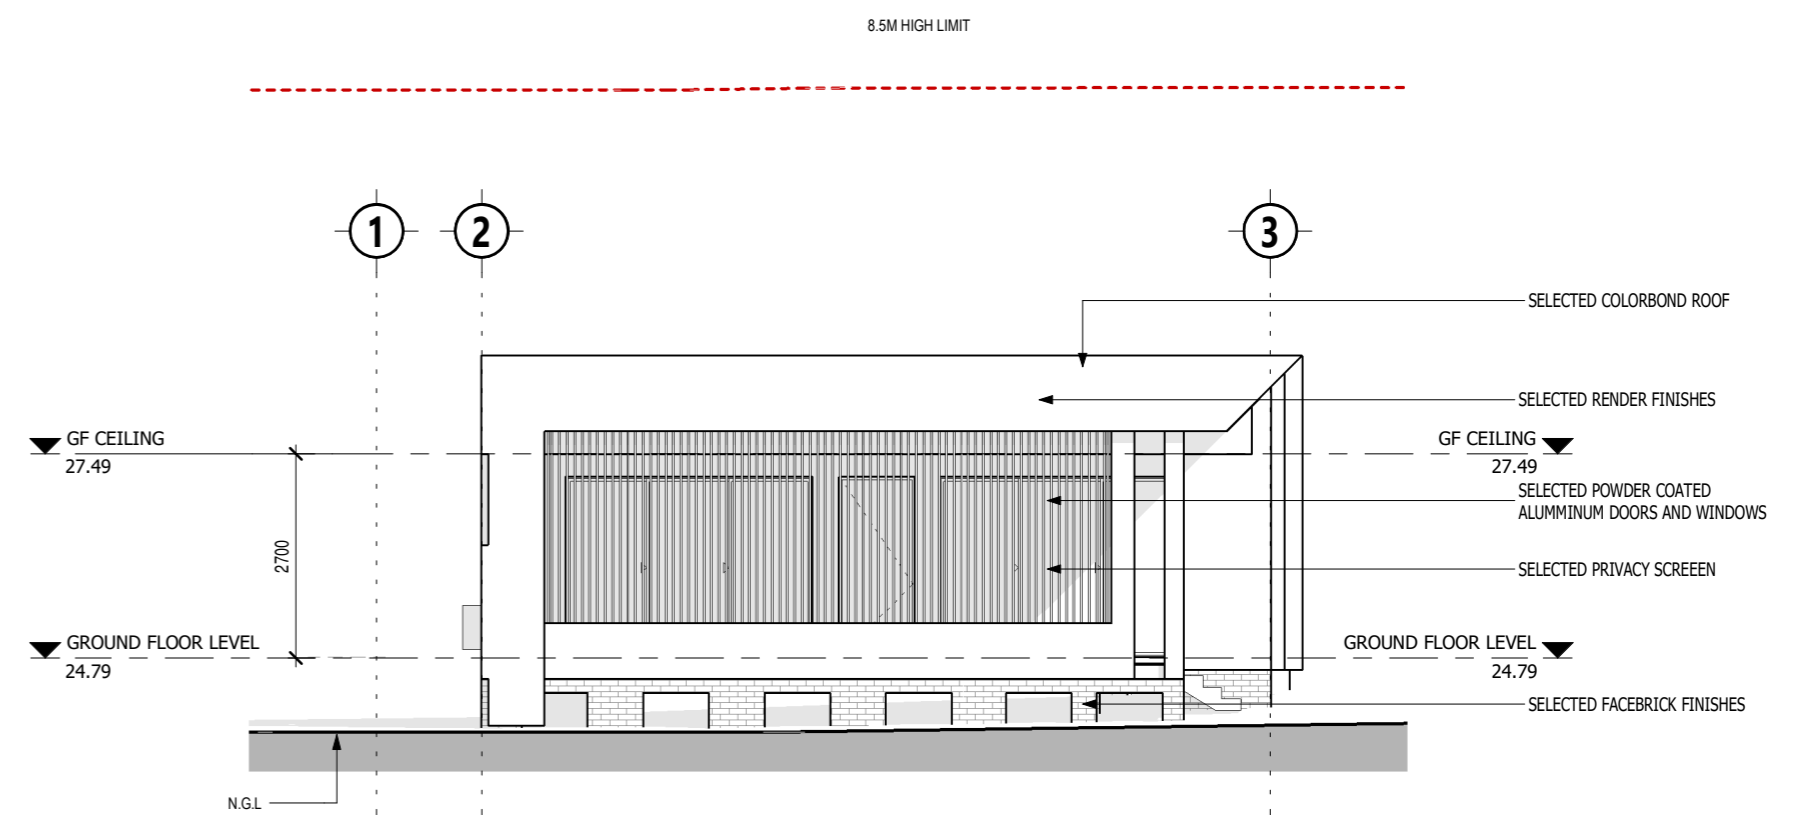 8.5M HIGH LIMIT
1
2
3
SELECTED COLORBOND ROOF
SELECTED RENDER FINISHES
GF CEILING
27.49
GF CEILING
27.49
SELECTED POWDER COATED
ALUMMINUM DOORS AND WINDOWS
2700
SELECTED PRIVACY SCREEEN
GROUND FLOOR LEVEL
24.79
GROUND FLOOR LEVEL
24.79
SELECTED FACEBRICK FINISHES
N.G.L